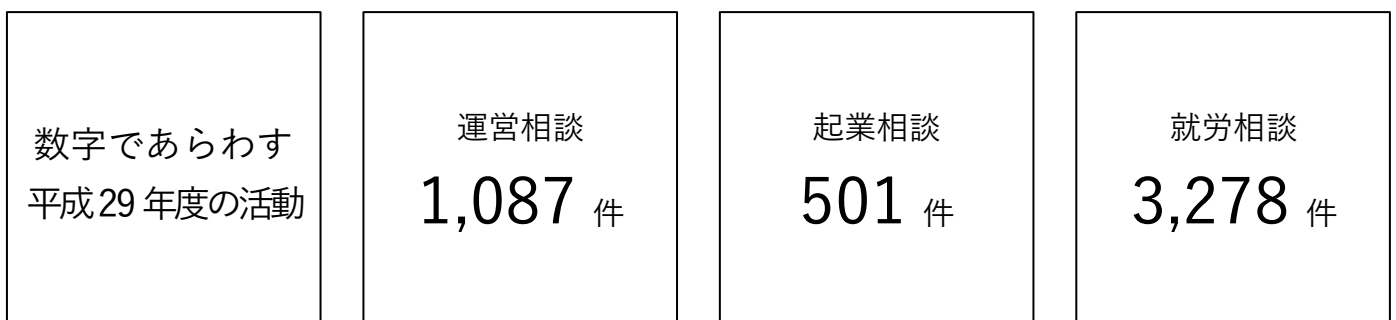 数字であらわす
平成29年度の活動
運営相談
1,087 件
起業相談
501 件
就労相談
3,278 件